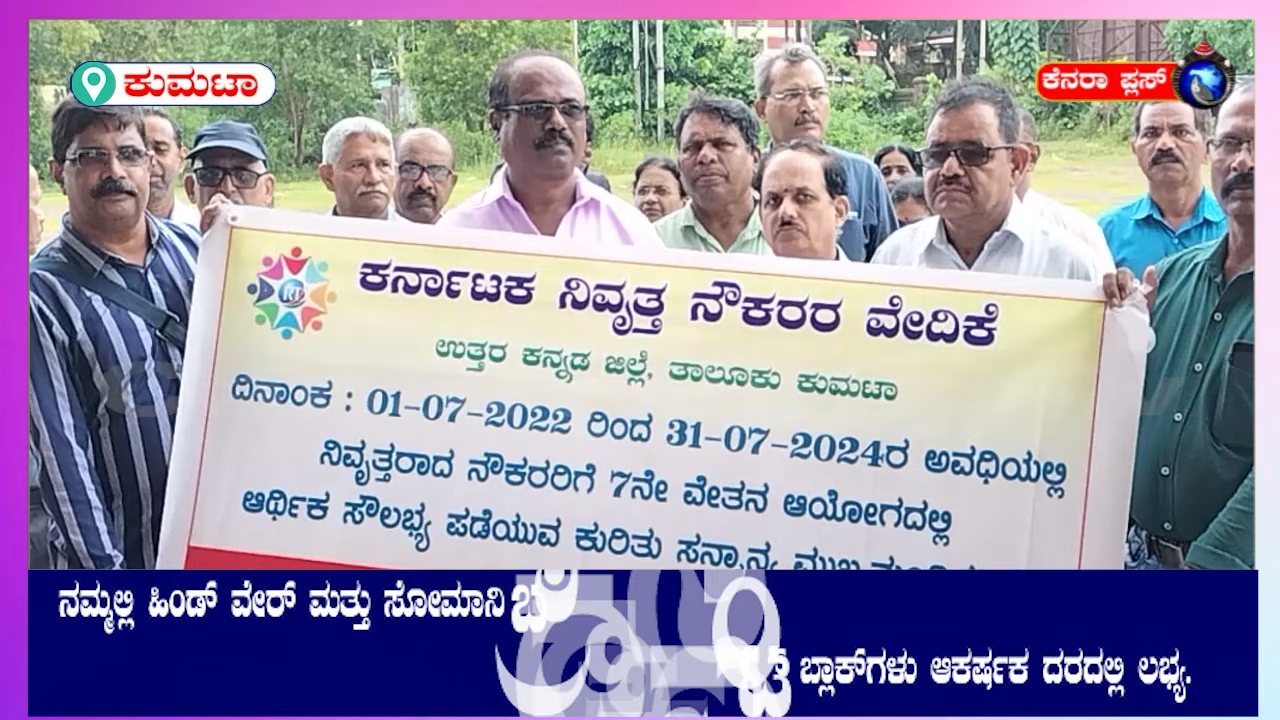 ಕುಮಟಾ
ಕೆನರಾ ಪ್ಲಸ್
ಕರ್ನಾಟಕ ನಿವೃತ್ತ ನೌಕರರ ವೇದಿಕೆ
ಉತ್ತರ ಕನ್ನಡ ಜಿಲ್ಲೆ, ತಾಲೂಕು ಕುಮಟಾ
ದಿನಾಂಕ : 01-07-2022 ರಿಂದ 31-07-2024ರ ಅವಧಿಯಲ್ಲಿ
ನಿವೃತ್ತರಾದ ನೌಕರರಿಗೆ 7ನೇ ವೇತನ ಆಯೋಗದಲ್ಲಿ
ಆರ್ಥಿಕ ಸೌಲಭ್ಯ ಪಡೆಯುವ ಕುರಿತು ಸನ್ಮಾನ್ಯ
ನಮ್ಮಲ್ಲಿ ಹಿಂಡ್ ವೇರ್ ಮತ್ತು ಸೋಮಾನಿ
ಬ್ಲಾಕ್‌ಗಳು ಆಕರ್ಷಕ ದರದಲ್ಲಿ ಲಭ್ಯ.